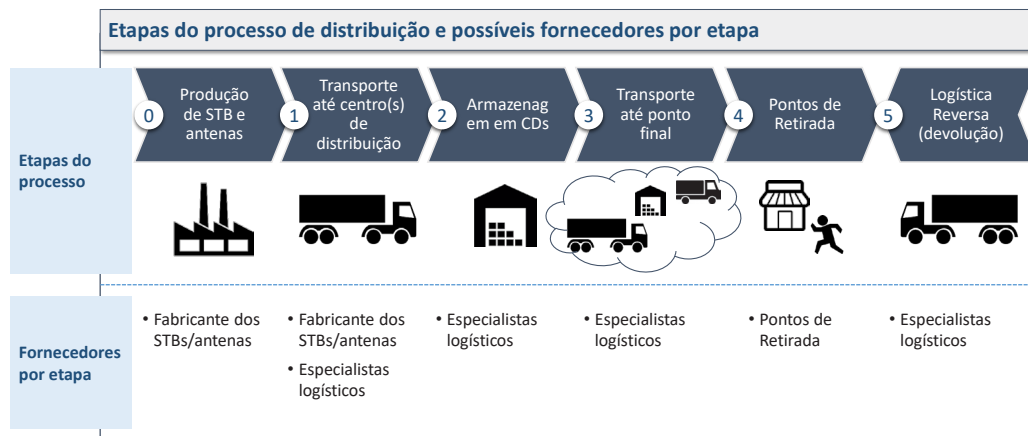 Etapas do processo de distribuição e possíveis fornecedores por etapa
Etapas do
processo
0
Produção
de STB e
antenas
1
Transporte
até centro(s)
de
distribuição
2
Armazenag
em em CDs
3
Transporte
até ponto
final
4
Pontos de
Retirada
5
Logística
Reversa
(devolução)
Fornecedores
por etapa
• Fabricante dos
STBs/antenas
• Fabricante dos
STBs/antenas
• Especialistas
logísticos
• Especialistas
logísticos
• Especialistas
logísticos
• Pontos de
Retirada
• Especialistas
logísticos